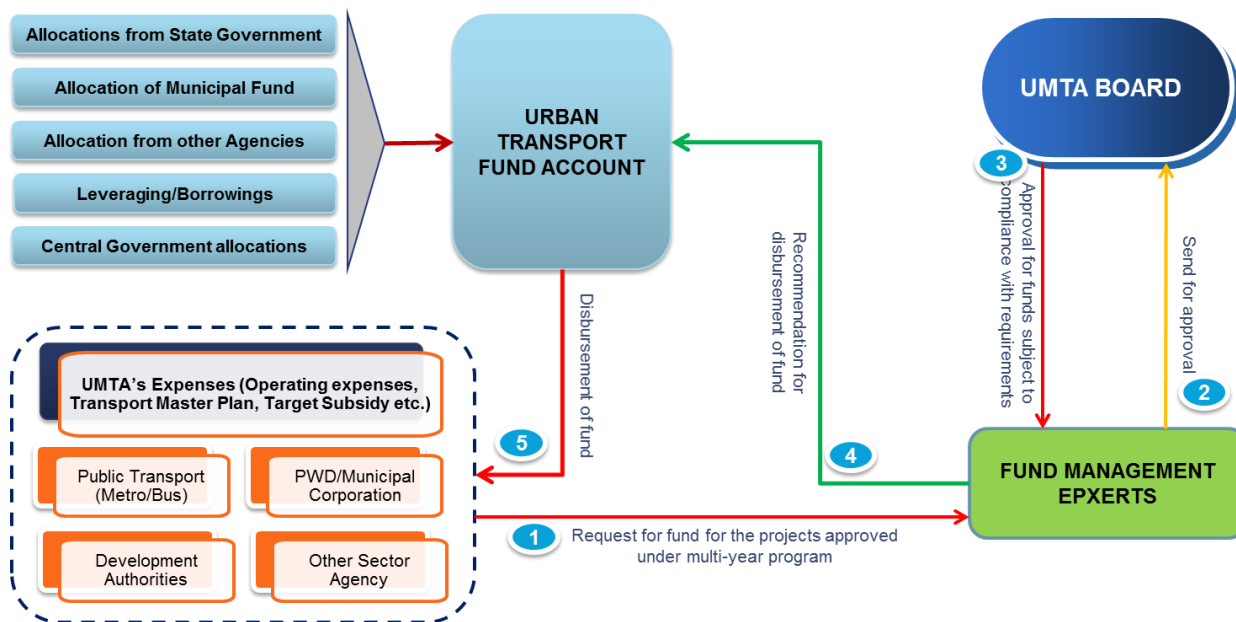 Allocations from State Government
Allocation of Municipal Fund
Allocation from other Agencies
Leveraging/Borrowings
Central Government allocations
URBAN
TRANSPORT
FUND ACCOUNT
UMTA BOARD
3
Approval for funds subject to
compliance with requirements
Send for approval
2
Recommendation for
disbursement of fund
Disbursement of fund
UMTA’s Expenses (Operating expenses,
Transport Master Plan, Target Subsidy etc.)
Public Transport
(Metro/Bus)
PWD/Municipal
Corporation
Development
Authorities
Other Sector
Agency
5
4
FUND MANAGEMENT
EPXERTS
1
Request for fund for the projects approved
under multi-year program